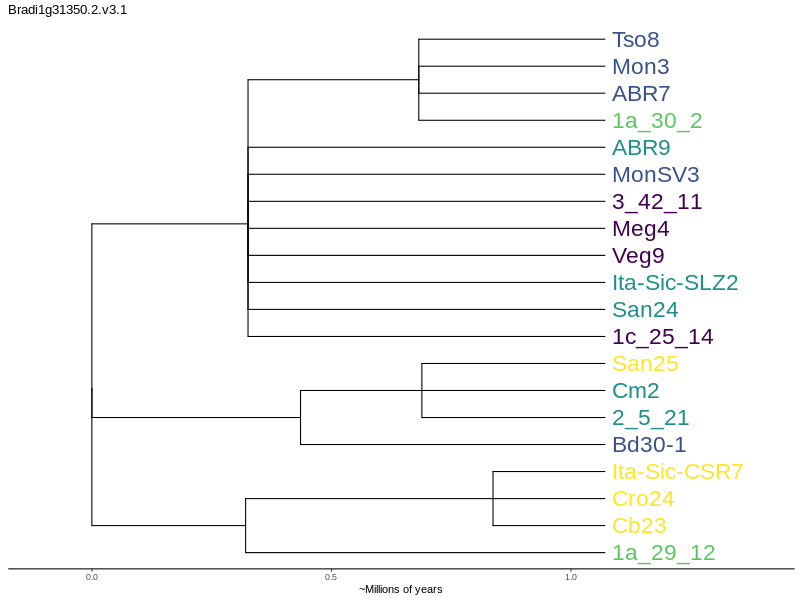 Bradi1g31350.2.v3.1
Tso8
Mon3
ABR7
1a_30_2
ABR9
MonSV3
3_42_11
Meg4
Veg9
Ita-Sic-SLZ2
San24
1c_25_14
San25
Cm2
2_5_21
Bd30-1
Ita-Sic-CSR7
Cro24
Cb23
1a_29_12
0.0 0.5 1.0
~Millions of years